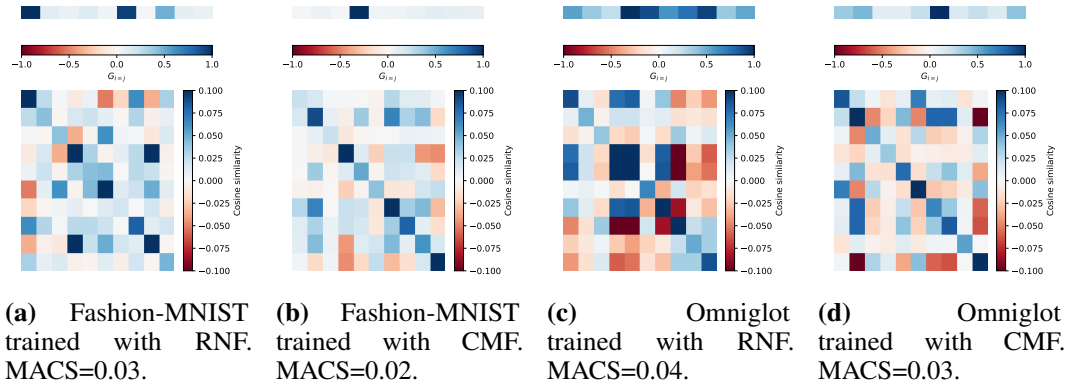 −1.0 −0.5 0.0 0.5 1.0
G_{i=j}
0.100
0.075
0.050
0.025
0.000
−0.025
−0.050
−0.075
−0.100
Cosine similarity
(a) Fashion-MNIST
trained with RNF.
MACS=0.03.
−1.0 −0.5 0.0 0.5 1.0
G_{i=j}
0.100
0.075
0.050
0.025
0.000
−0.025
−0.050
−0.075
−0.100
Cosine similarity
(b) Fashion-MNIST
trained with CMF.
MACS=0.02.
−1.0 −0.5 0.0 0.5 1.0
G_{i=j}
0.100
0.075
0.050
0.025
0.000
−0.025
−0.050
−0.075
−0.100
Cosine similarity
(c) Omniglot
trained with RNF.
MACS=0.04.
−1.0 −0.5 0.0 0.5 1.0
G_{i=j}
0.100
0.075
0.050
0.025
0.000
−0.025
−0.050
−0.075
−0.100
Cosine similarity
(d) Omniglot
trained with CMF.
MACS=0.03.